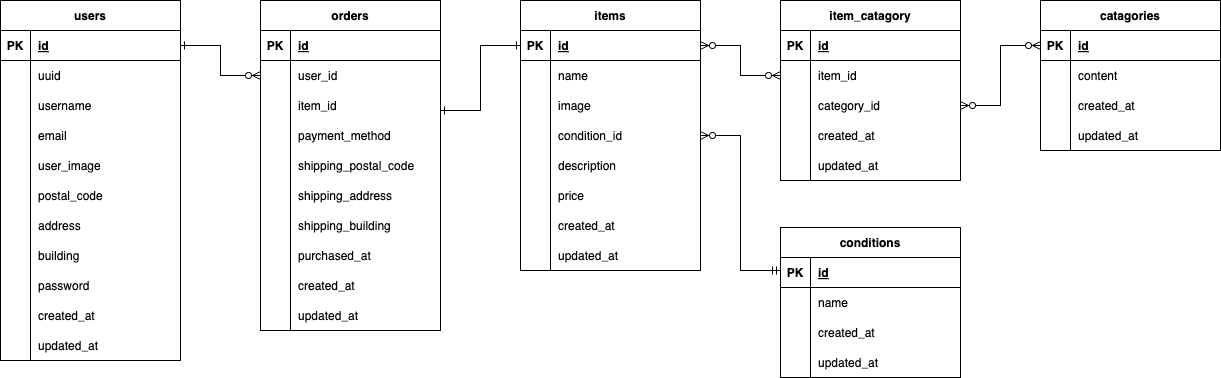 users
PK id
uuid
username
email
user_image
postal_code
address
building
password
created_at
updated_at
orders
PK id
user_id
item_id
payment_method
shipping_postal_code
shipping_address
shipping_building
purchased_at
created_at
updated_at
items
PK id
name
image
condition_id
description
price
created_at
updated_at
item_catagory
PK id
item_id
category_id
created_at
updated_at
catagories
PK id
content
created_at
updated_at
conditions
PK id
name
created_at
updated_at